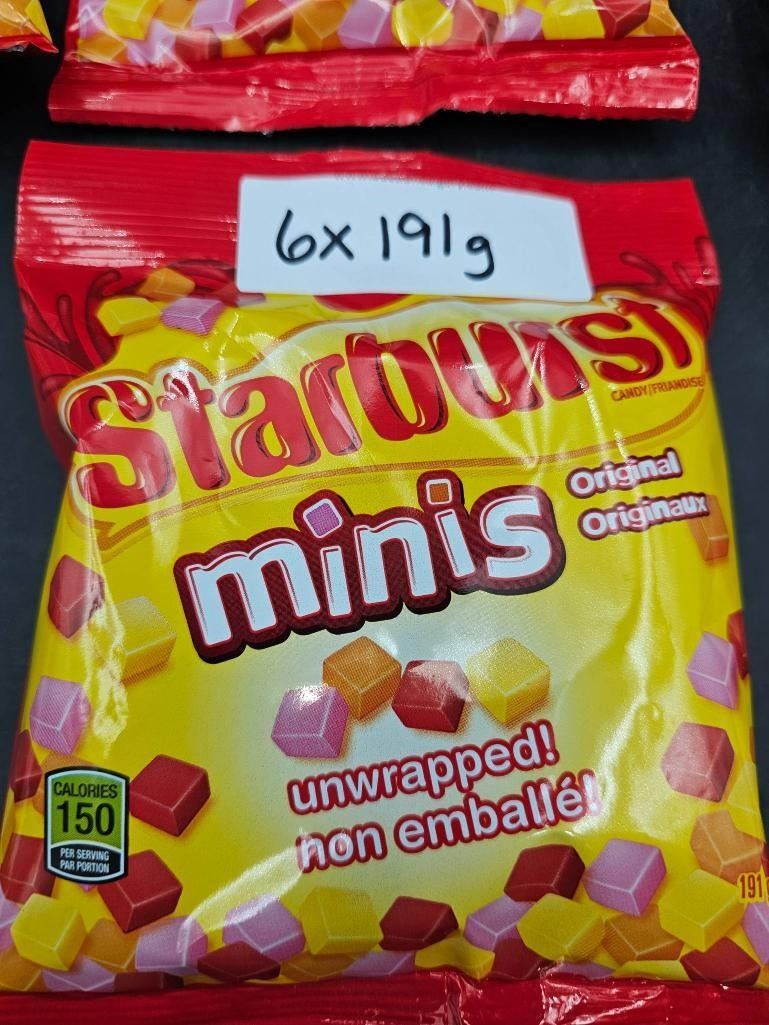 6x 191g
Starburst
CANDY/FRIANDISE
minis
Original
Originaux
unwrapped!
non emballé!
CALORIES
150
PER SERVING
PAR PORTION
191